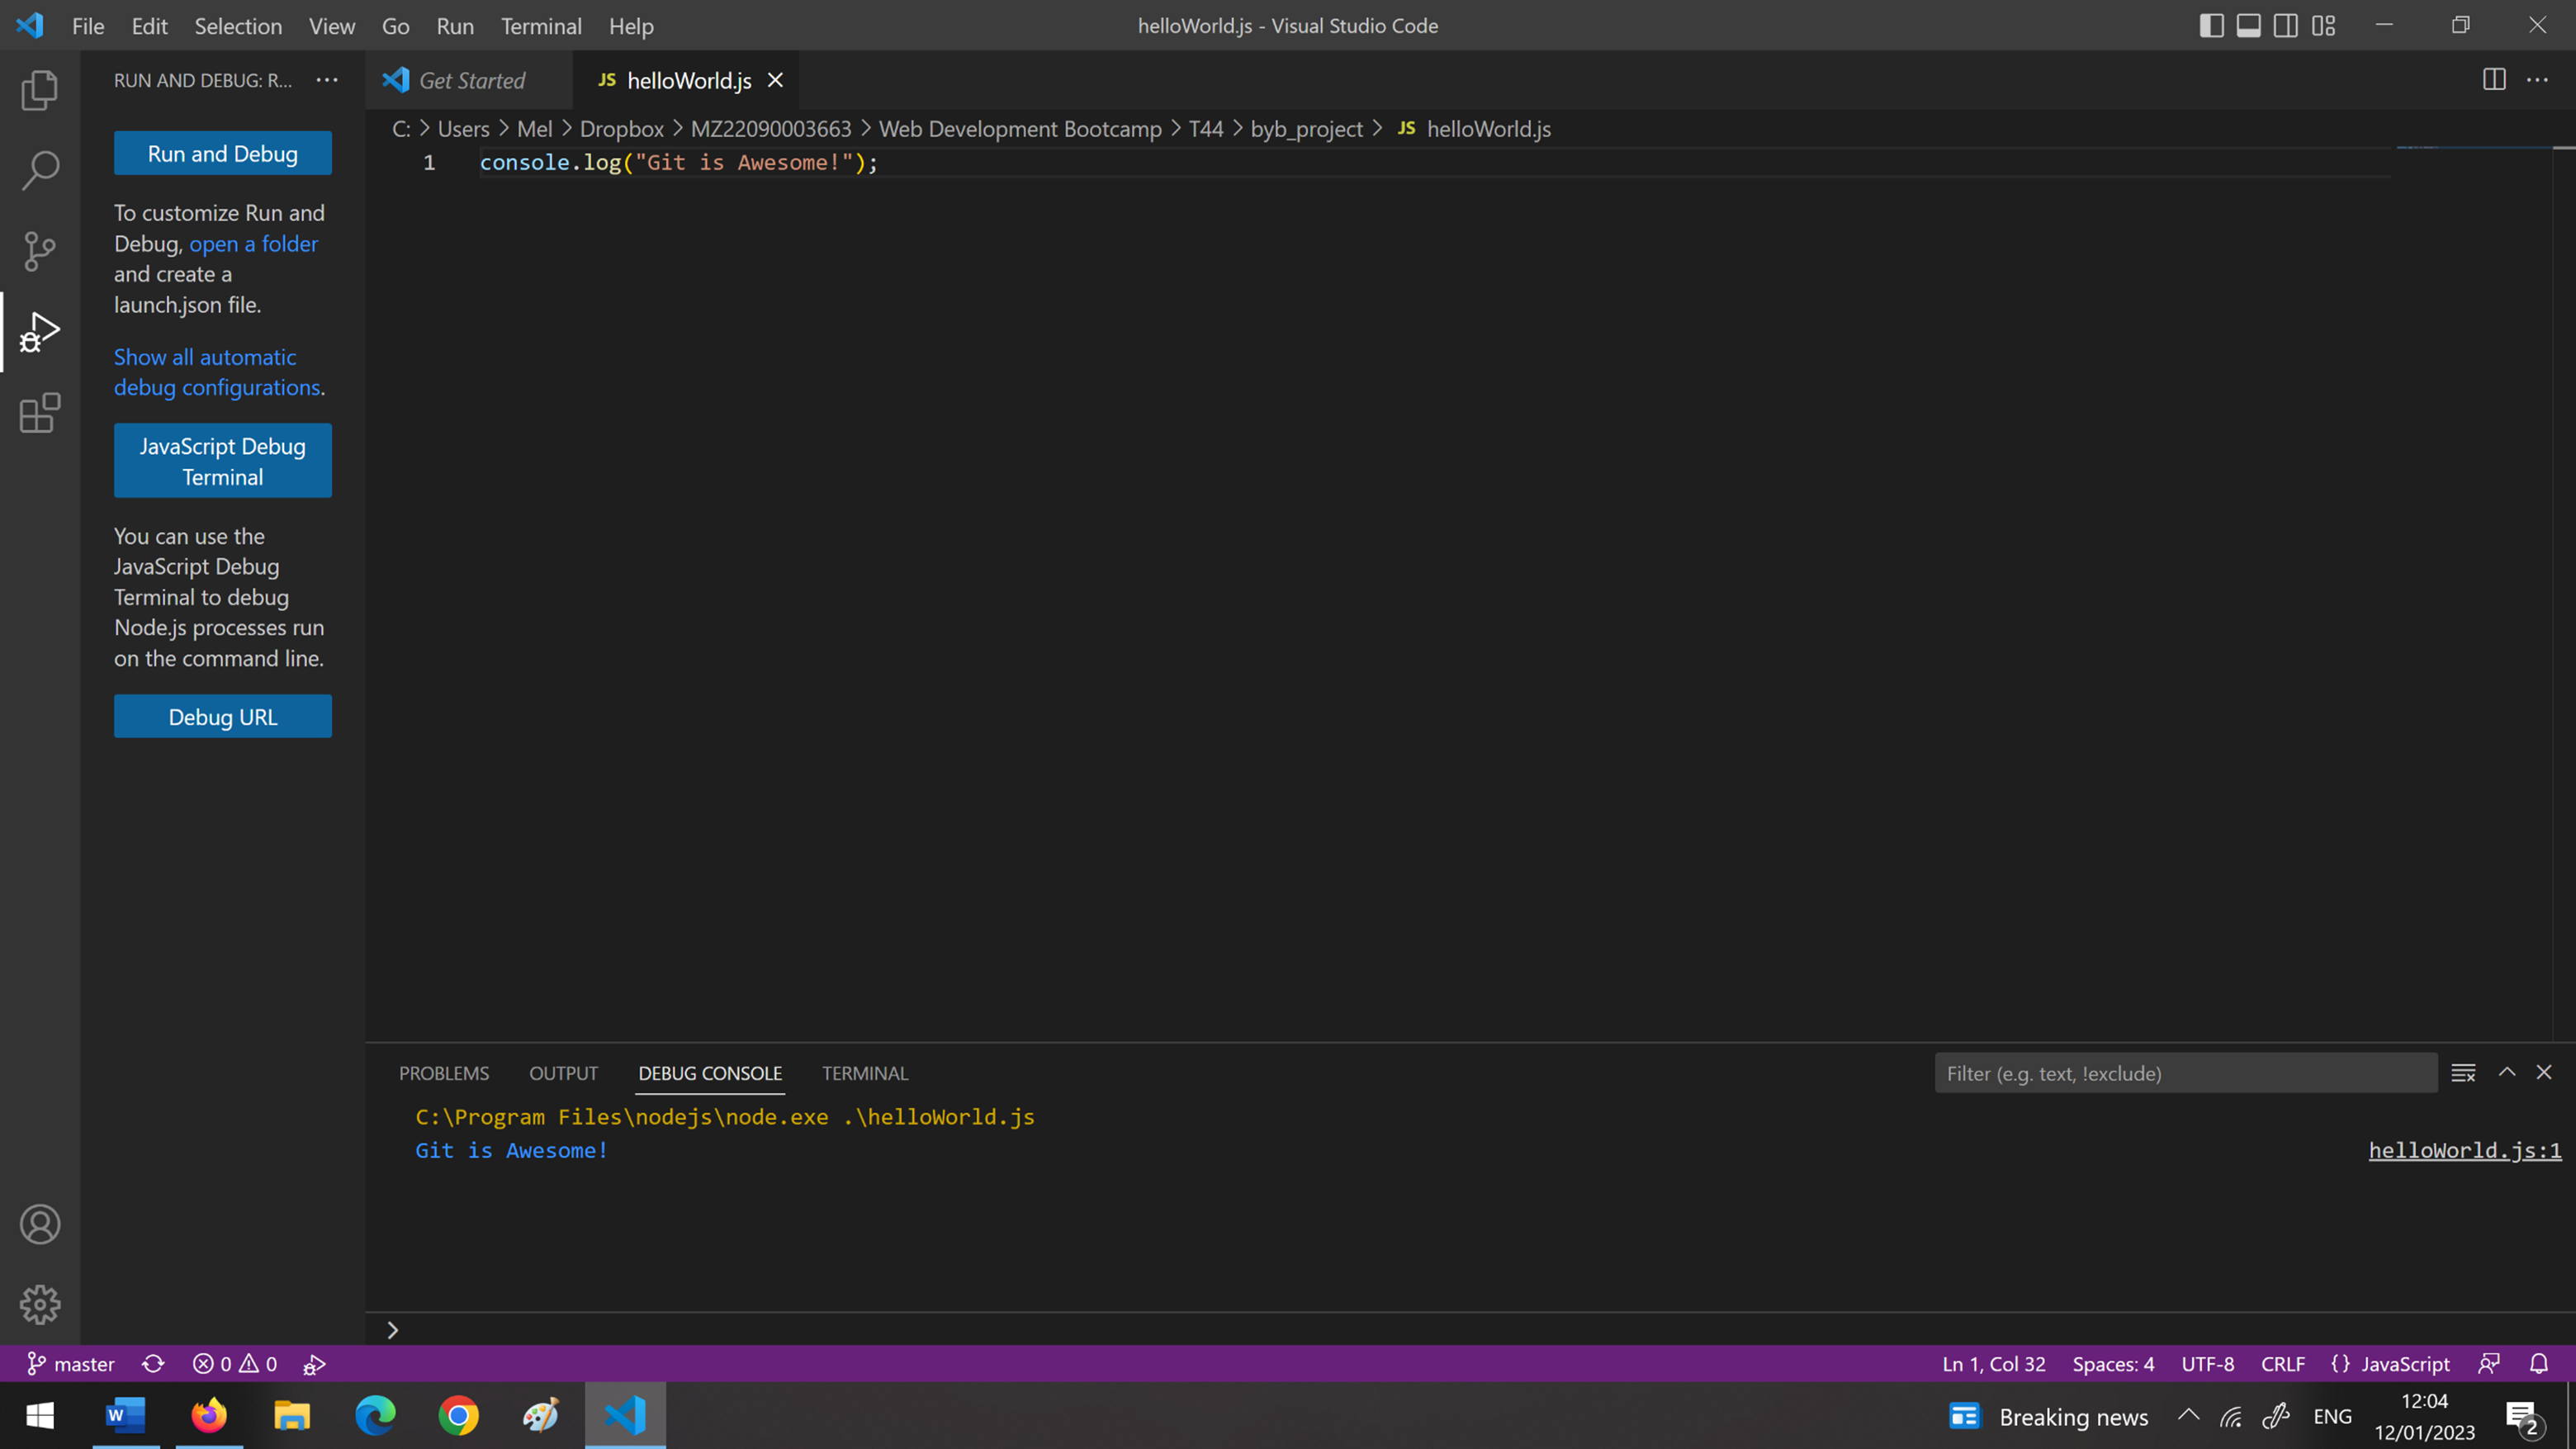 File Edit Selection View Go Run Terminal Help
helloWorld.js - Visual Studio Code
RUN AND DEBUG: R... ···
Run and Debug
To customize Run and
Debug, open a folder
and create a
launch.json file.
Show all automatic
debug configurations.
JavaScript Debug
Terminal
You can use the
JavaScript Debug
Terminal to debug
Node.js processes run
on the command line.
Debug URL
Get Started
JS helloWorld.js
C: > Users > Mel > Dropbox > MZ22090003663 > Web Development Bootcamp > T44 > byb_project > JS helloWorld.js
1 console.log("Git is Awesome!");
PROBLEMS OUTPUT DEBUG CONSOLE TERMINAL
Filter (e.g. text, !exclude)
C:\Program Files\nodejs\node.exe .\helloWorld.js
Git is Awesome! helloWorld.js:1
>
master 0 0
Ln 1, Col 32 Spaces: 4 UTF-8 CRLF {} JavaScript
W
Breaking news
ENG
12:04
12/01/2023
2